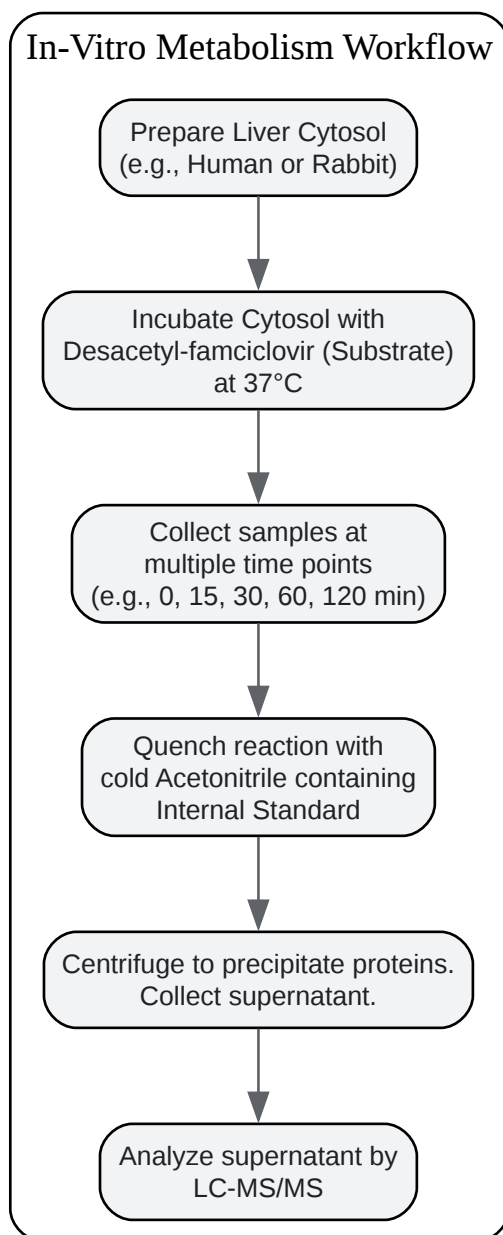 In-Vitro Metabolism Workflow
Prepare Liver Cytosol
(e.g., Human or Rabbit)
Incubate Cytosol with
Desacetyl-famciclovir (Substrate)
at 37°C
Collect samples at
multiple time points
(e.g., 0, 15, 30, 60, 120 min)
Quench reaction with
cold Acetonitrile containing
Internal Standard
Centrifuge to precipitate proteins.
Collect supernatant.
Analyze supernatant by
LC-MS/MS